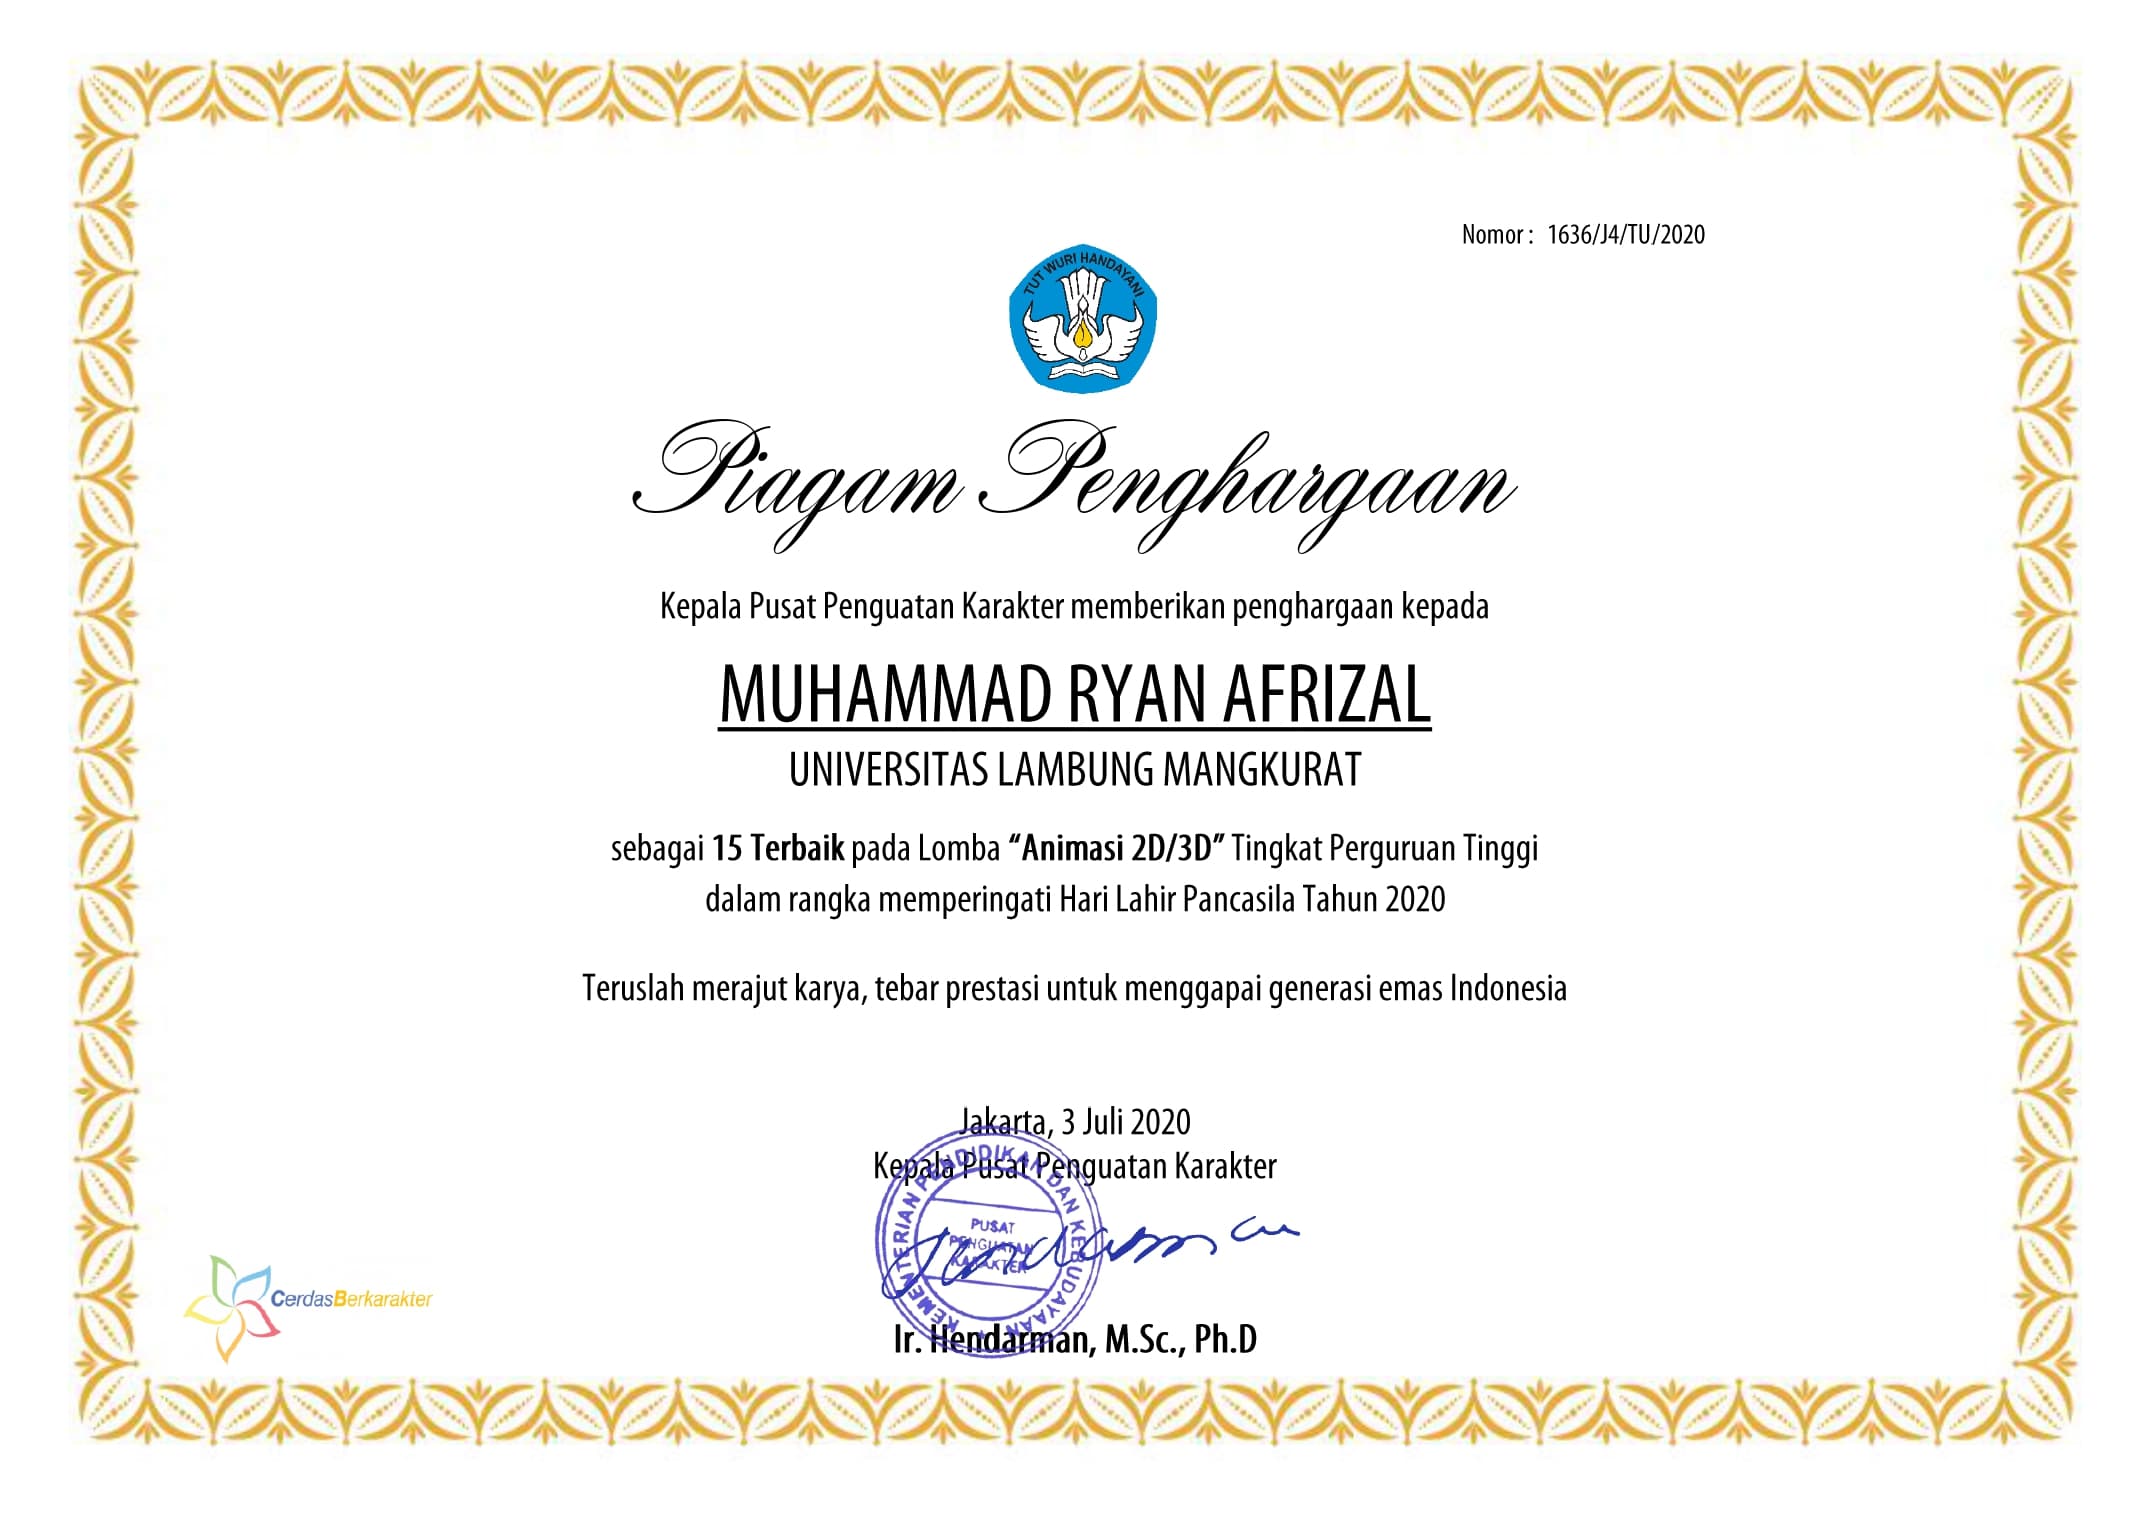 Nomor : 1636/J4/TU/2020
TUT WURI HANDAYANI
Piagam Penghargaan
Kepala Pusat Penguatan Karakter memberikan penghargaan kepada
MUHAMMAD RYAN AFRIZAL
UNIVERSITAS LAMBUNG MANGKURAT
sebagai 15 Terbaik pada Lomba “Animasi 2D/3D” Tingkat Perguruan Tinggi
dalam rangka memperingati Hari Lahir Pancasila Tahun 2020
Teruslah merajut karya, tebar prestasi untuk menggapai generasi emas Indonesia
Jakarta, 3 Juli 2020
Kepala Pusat Penguatan Karakter
KEMENTERIAN PENDIDIKAN DAN KEBUDAYAAN
PUSAT
PENGUATAN
KARAKTER
Ir. Hendarman, M.Sc., Ph.D
CerdasBerkarakter